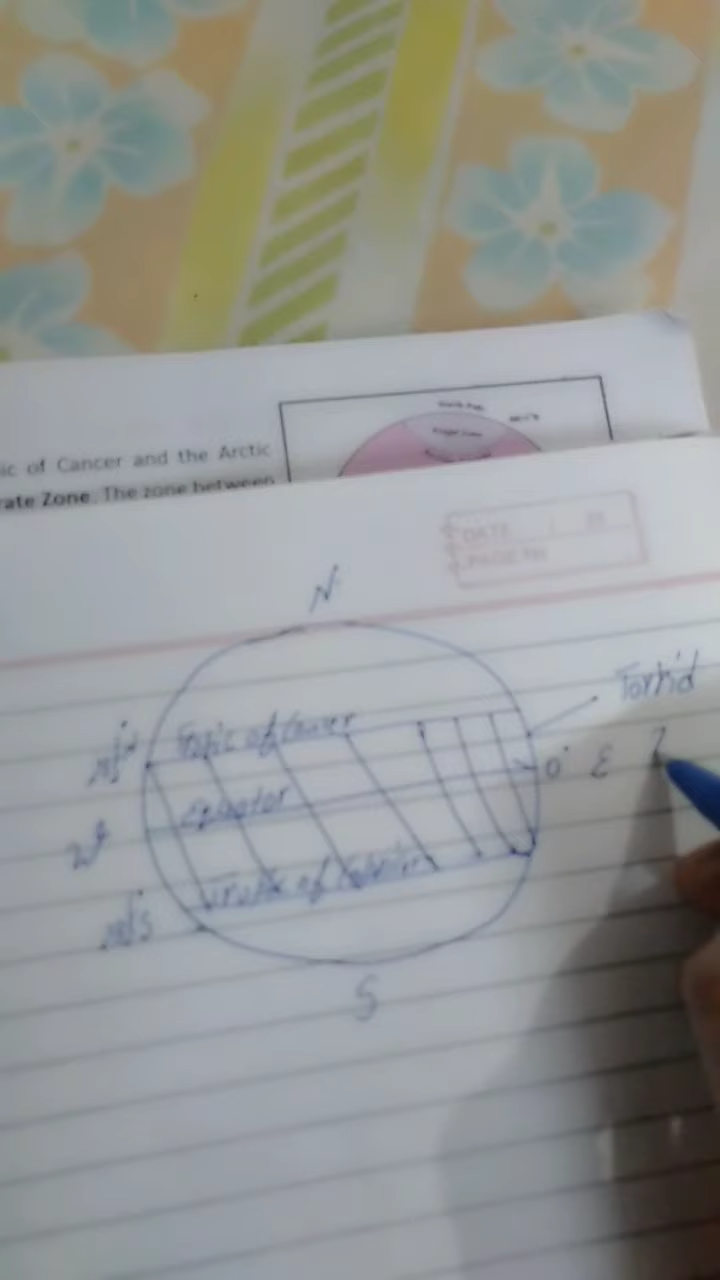 ic of Cancer and the Arctic
rate Zone. The zone between
DATE
PAGE No
N
Torrid
Tropic of Cancer
0° E Z
Equator
W
Tropic of
S